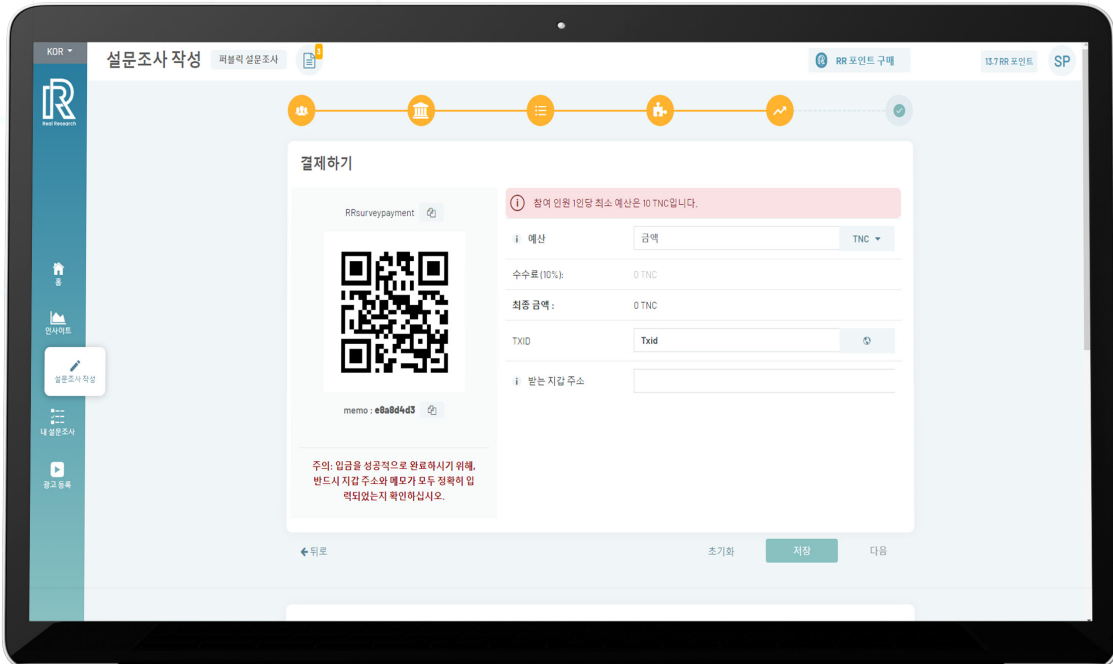 KOR
설문조사 작성
퍼블릭 설문조사
1
RR 포인트 구매
13.7 RR 포인트
SP
R
Real Research
결제하기
RRsurveypayment
참여 인원 1인당 최소 예산은 10 TNC입니다.
예산
금액
TNC
수수료(10%):
0 TNC
최종 금액 :
0 TNC
TXID
Txid
받는 지갑 주소
memo : e8a8d4d3
주의: 입금을 성공적으로 완료하시기 위해,
반드시 지갑 주소와 메모가 모두 정확히 입
력되었는지 확인하십시오.
홈
인사이트
설문조사 작성
내 설문조사
광고 등록
뒤로
초기화
저장
다음